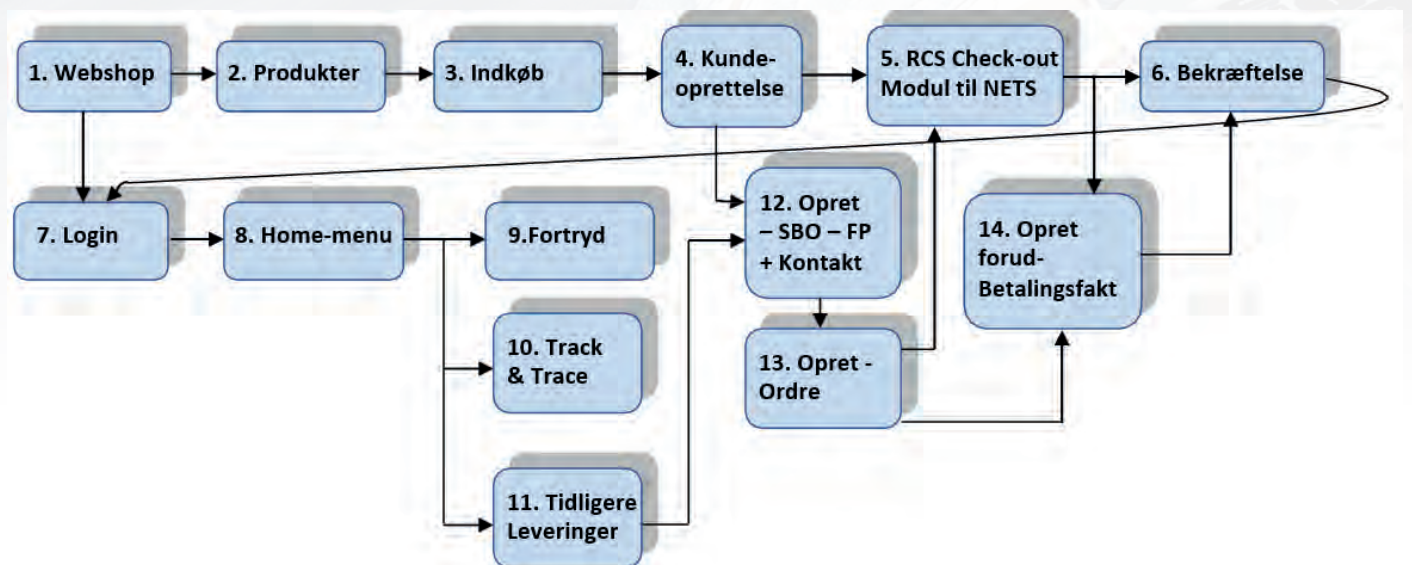 1. Webshop
2. Produkter
3. Indkøb
4. Kunde-
oprettelse
5. RCS Check-out
Modul til NETS
6. Bekræftelse
7. Login
8. Home-menu
9.Fortryd
10. Track
& Trace
11. Tidligere
Leveringer
12. Opret
– SBO – FP
+ Kontakt
13. Opret -
Ordre
14. Opret
forud-
Betalingsfakt